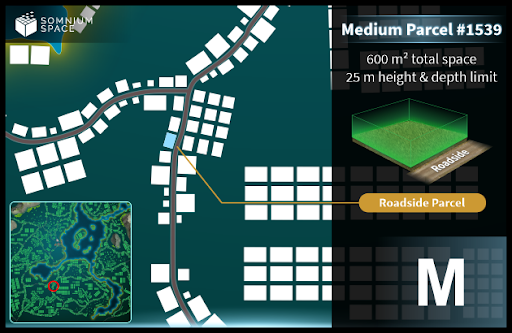 SOMNIUM
SPACE
Medium Parcel #1539
600 m² total space
25 m height & depth limit
Roadside
Roadside Parcel
M